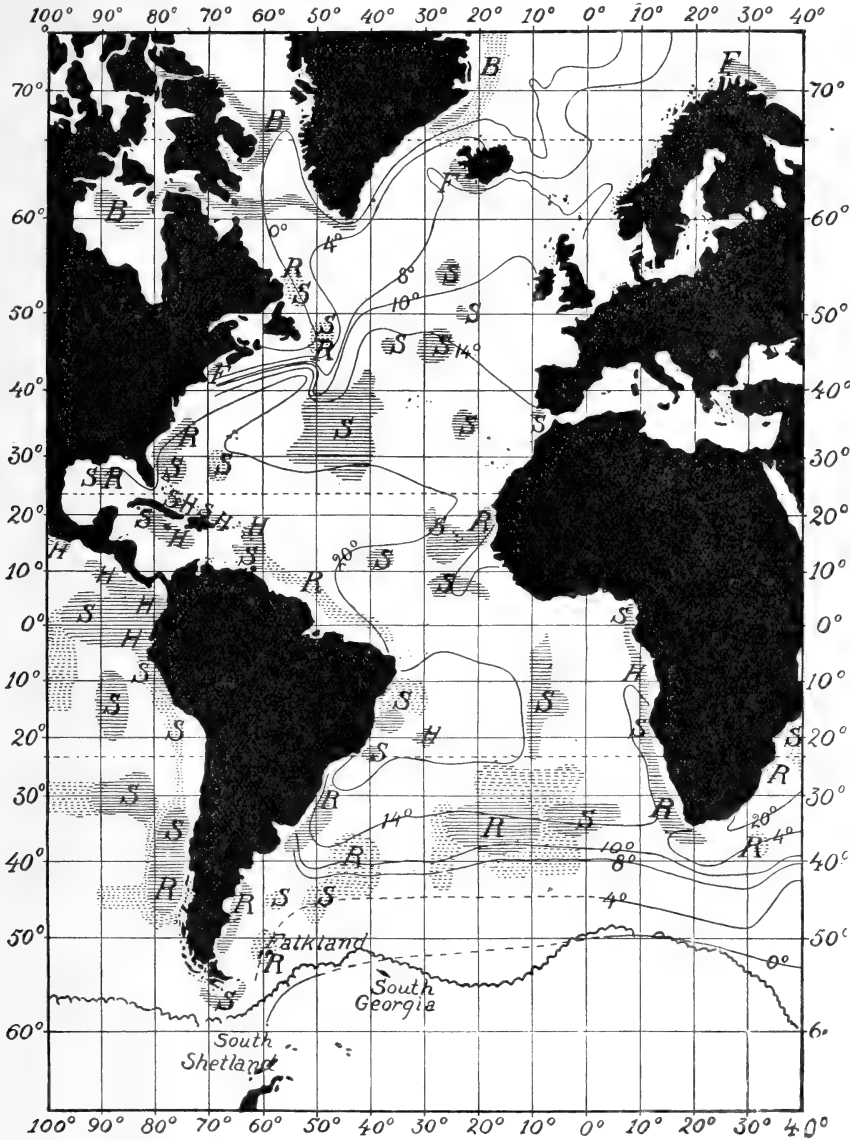 100° 90° 80° 70° 60° 50° 40° 30° 20° 10° 0° 10° 20° 30° 40°
B F
70° 70°
B
F
B
60° 60°
0° 4°
R 8° S
S 10°
50° S S 50°
R S S 14°
F
40° 40°
S S S
R
30° S S 30°
S R
S H S H
20° S H H S R 20°
H
20° S S
10° H R S 10°
H
S S
0° H 0°
S H
10° S S S 10°
S H S
20° S S 20°
R
30° S R R 30°
20°
S 14° R S 4°
R 10° R
40° 8° 40°
R R S S 4°
50° Falkland 50
R 0°
South
S Georgia
60° 6
South
Shetland
100° 90° 80° 70° 60° 50° 40° 30° 20° 10° 0° 10° 20° 30° 40°